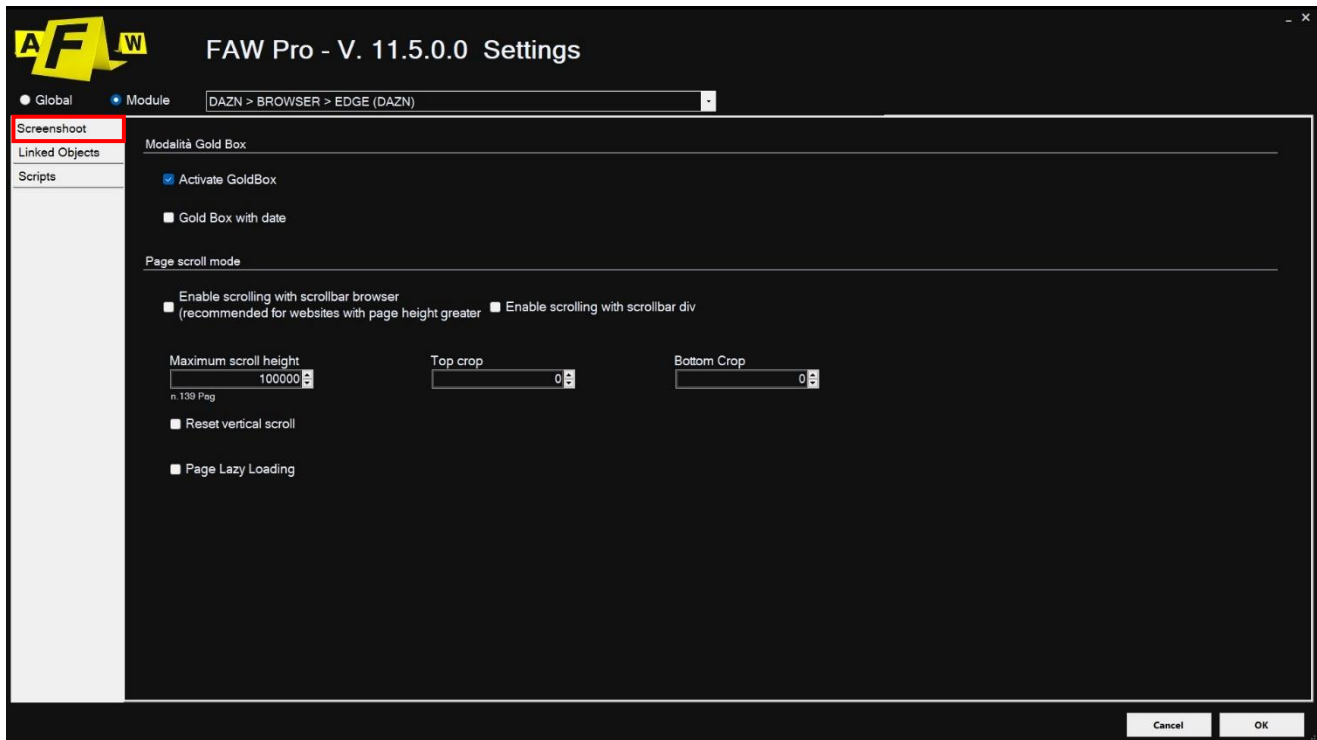 A F W
FAW Pro - V. 11.5.0.0 Settings
Global
Module
DAZN > BROWSER > EDGE (DAZN)
Screenshoot
Linked Objects
Scripts
Modalità Gold Box
Activate GoldBox
Gold Box with date
Page scroll mode
Enable scrolling with scrollbar browser
(recommended for websites with page height greater
Enable scrolling with scrollbar div
Maximum scroll height
100000
n.139 Pag
Top crop
0
Bottom Crop
0
Reset vertical scroll
Page Lazy Loading
Cancel
OK